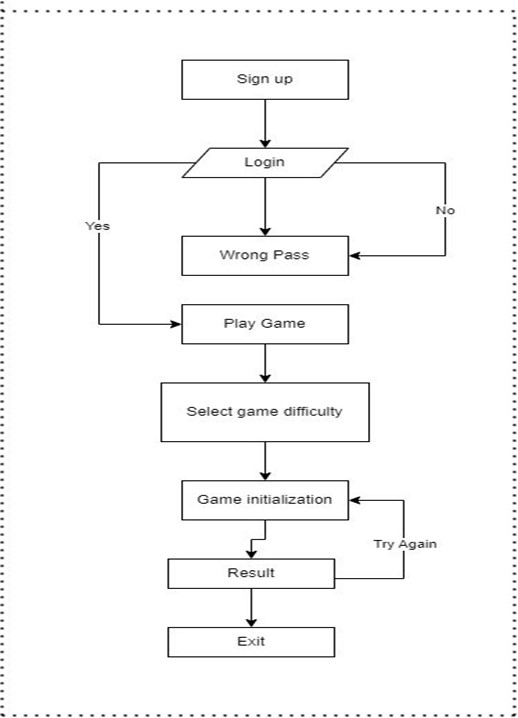 Sign up
Login
No
Yes
Wrong Pass
Play Game
Select game difficulty
Game initialization
Try Again
Result
Exit